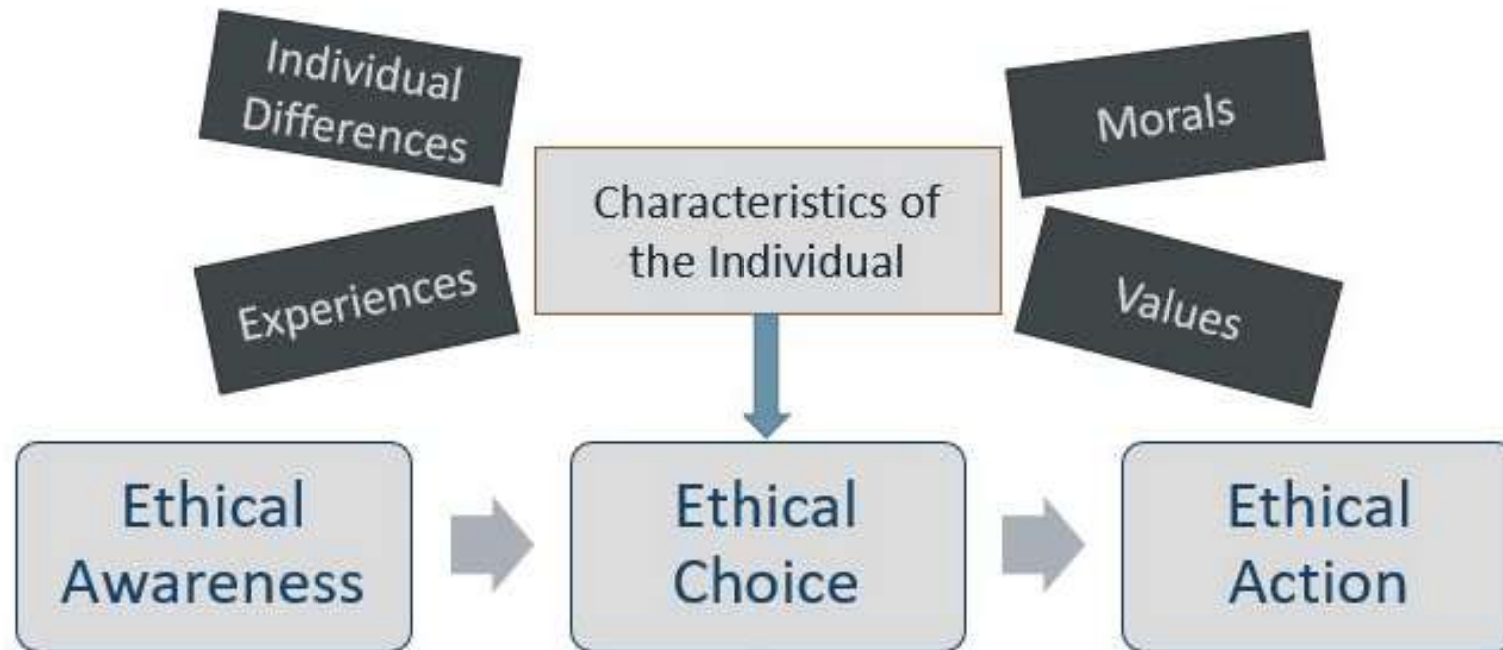 Individual
Differences
Morals
Characteristics of
the Individual
Experiences
Values
Ethical
Awareness
Ethical
Choice
Ethical
Action